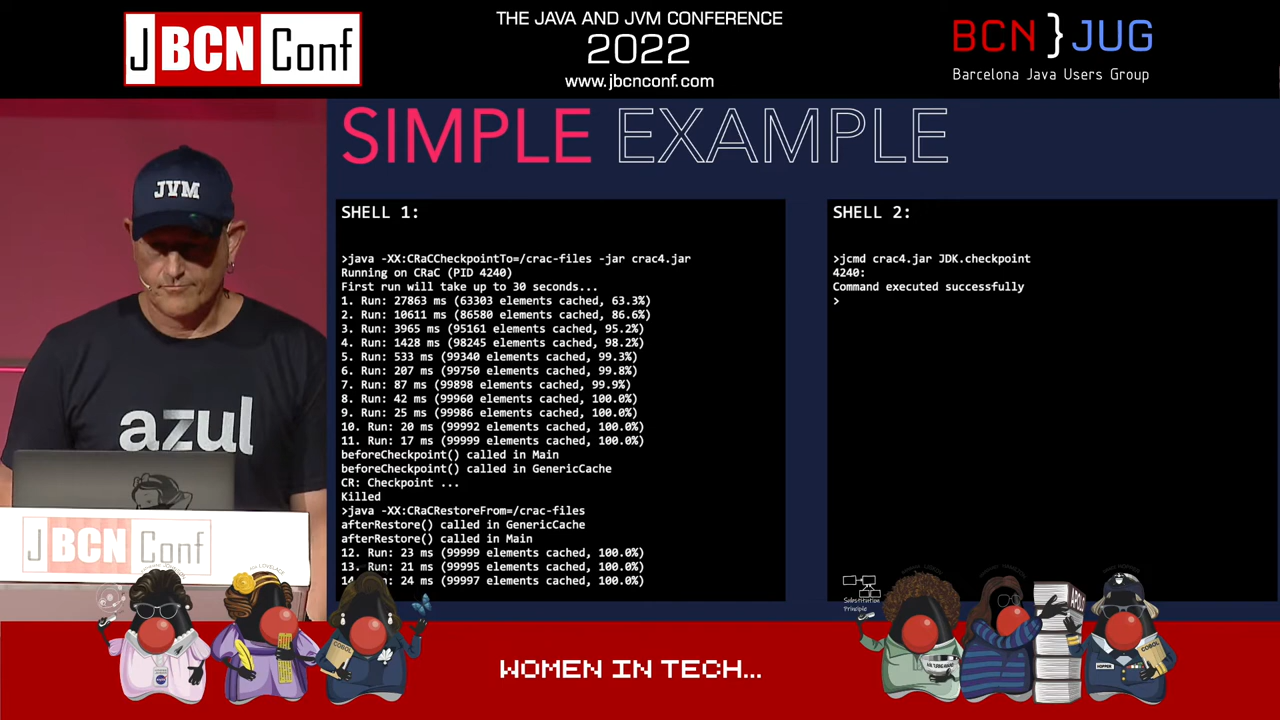 JBCNConf
THE JAVA AND JVM CONFERENCE
2022
www.jbcnconf.com
BCN}JUG
Barcelona Java Users Group
SIMPLE EXAMPLE
SHELL 1:
>java -XX:CRaCCheckpointTo=/crac-files -jar crac4.jar
Running on CRaC (PID 4240)
First run will take up to 30 seconds...
1. Run: 27863 ms (63303 elements cached, 63.3%)
2. Run: 10611 ms (86580 elements cached, 86.6%)
3. Run: 3965 ms (95161 elements cached, 95.2%)
4. Run: 1428 ms (98245 elements cached, 98.2%)
5. Run: 533 ms (99340 elements cached, 99.3%)
6. Run: 207 ms (99750 elements cached, 99.8%)
7. Run: 87 ms (99898 elements cached, 99.9%)
8. Run: 42 ms (99960 elements cached, 100.0%)
9. Run: 25 ms (99986 elements cached, 100.0%)
10. Run: 20 ms (99992 elements cached, 100.0%)
11. Run: 17 ms (99999 elements cached, 100.0%)
beforeCheckpoint() called in Main
beforeCheckpoint() called in GenericCache
CR: Checkpoint ...
Killed
>java -XX:CRaCRestoreFrom=/crac-files
afterRestore() called in GenericCache
afterRestore() called in Main
12. Run: 23 ms (99999 elements cached, 100.0%)
13. Run: 21 ms (99995 elements cached, 100.0%)
14. Run: 24 ms (99997 elements cached, 100.0%)
SHELL 2:
>jcmd crac4.jar JDK.checkpoint
4240:
Command executed successfully
>
JVM
azul
JBCNConf
Substitution
Principle
COBOL
APOLLO
HOPPER
COBOL
WOMEN IN TECH...